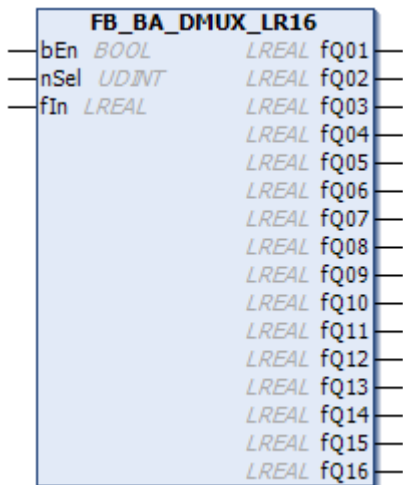 FB_BA_DMUX_LR16
bEn BOOL LREAL fQ01
nSel UDINT LREAL fQ02
fIn LREAL LREAL fQ03
LREAL fQ04
LREAL fQ05
LREAL fQ06
LREAL fQ07
LREAL fQ08
LREAL fQ09
LREAL fQ10
LREAL fQ11
LREAL fQ12
LREAL fQ13
LREAL fQ14
LREAL fQ15
LREAL fQ16